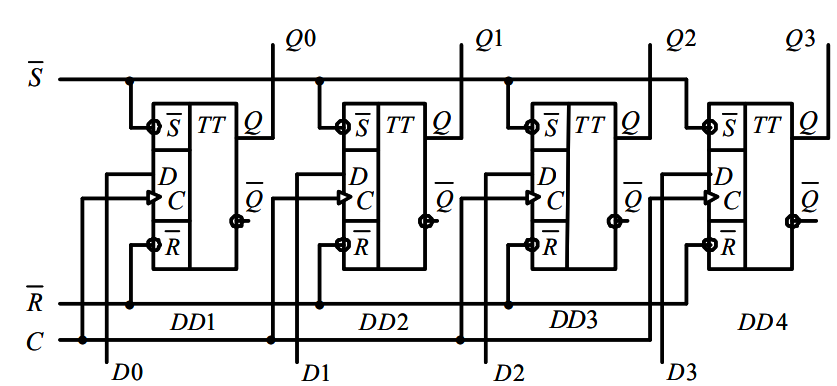 Q0 Q1 Q2 Q3
S̅
S̅ TT Q S̅ TT Q S̅ TT Q S̅ TT Q
D D D D
C Q̅ C Q̅ C Q̅ C Q̅
R̅ R̅ R̅ R̅
R̅
DD1 DD2 DD3 DD4
C
D0 D1 D2 D3